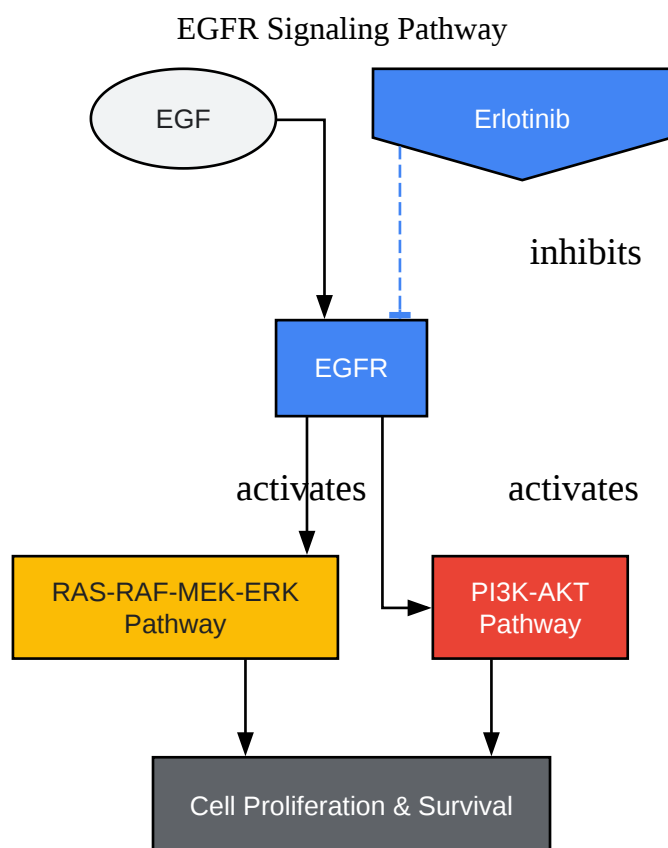 EGFR Signaling Pathway
EGF
Erlotinib
inhibits
EGFR
activates
activates
RAS-RAF-MEK-ERK
Pathway
PI3K-AKT
Pathway
Cell Proliferation & Survival